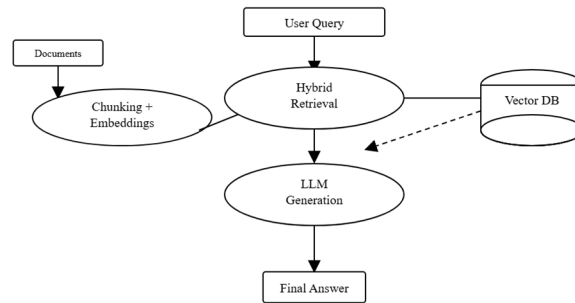 User Query
Documents
Chunking +
Embeddings
Hybrid
Retrieval
Vector DB
LLM
Generation
Final Answer